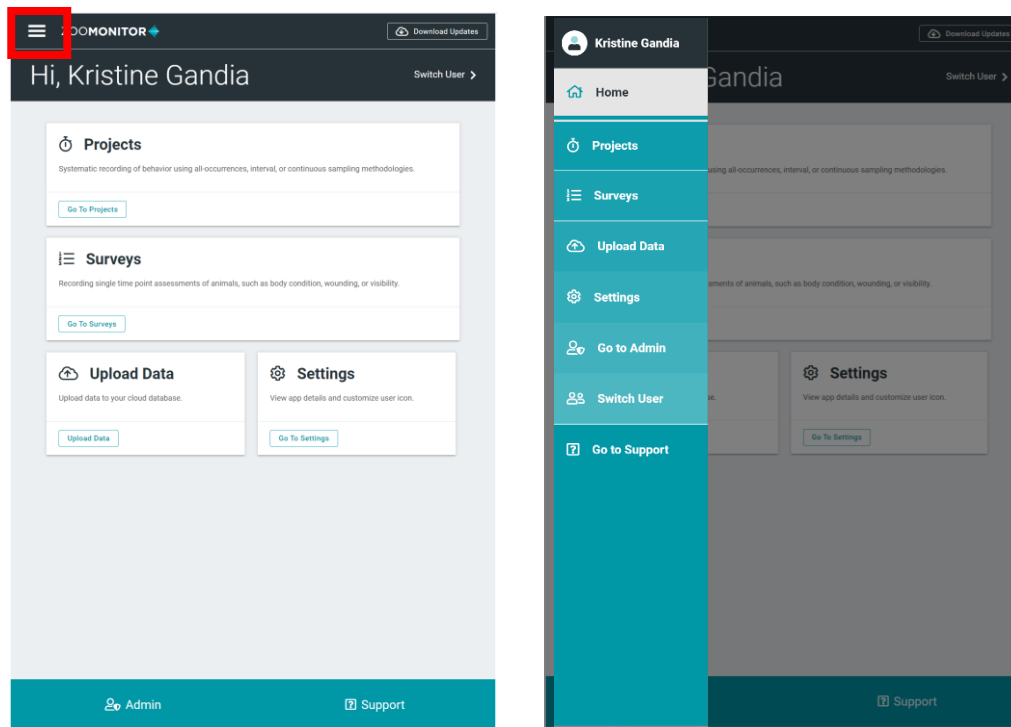 ZOOMONITOR
Download Updates
Hi, Kristine Gandia
Switch User
Projects
Systematic recording of behavior using all-occurrences, interval, or continuous sampling methodologies.
Go To Projects
Surveys
Recording single time point assessments of animals, such as body condition, wounding, or visibility.
Go To Surveys
Upload Data
Upload data to your cloud database.
Upload Data
Settings
View app details and customize user icon.
Go To Settings
Admin
Support
Kristine Gandia
Home
Projects
Surveys
Upload Data
Settings
Go to Admin
Switch User
Go to Support
Download Updates
Gandia
Switch User
using all-occurrences, interval, or continuous sampling methodologies.
ements of animals, such as body condition, wounding, or visibility.
se.
Settings
View app details and customize user icon.
Go To Settings
Support